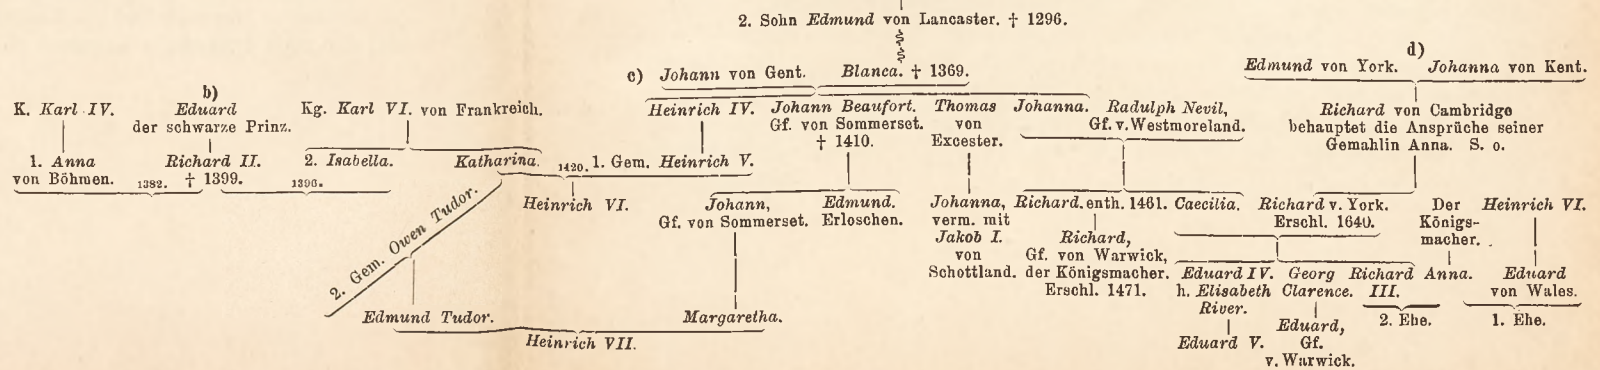 2. Sohn Edmund von Lancaster. † 1296.
c) Johann von Gent. Blanca. † 1369.
d)
Edmund von York. Johanna von Kent.
b)
K. Karl IV. Eduard Kg. Karl VI. von Frankreich.
der schwarze Prinz.
Heinrich IV. Johann Beaufort. Thomas Johanna. Radulph Nevil,
Gf. von Sommerset. von Gf. v. Westmoreland.
† 1410. Excester.
Richard von Cambridge
behauptet die Ansprüche seiner
Gemahlin Anna. S. o.
1. Anna Richard II. 2. Isabella. Katharina. 1420. 1. Gem. Heinrich V.
von Böhmen. 1382. † 1399. 1396.
2. Gem. Owen Tudor.
Heinrich VI. Johann, Edmund. Johanna, Richard. enth. 1461. Caecilia. Richard v. York. Der Heinrich VI.
Gf. von Sommerset. Erloschen. verm. mit Erschl. 1640. Königs-
Jakob I. Richard, macher.
von Gf. von Warwick,
Schottland. der Königsmacher. Eduard IV. Georg Richard Anna. Eduard
Erschl. 1471. h. Elisabeth Clarence. III. von Wales.
River. 2. Ehe. 1. Ehe.
Edmund Tudor. Margaretha. Eduard,
Heinrich VII. Eduard V. Gf.
v. Warwick.